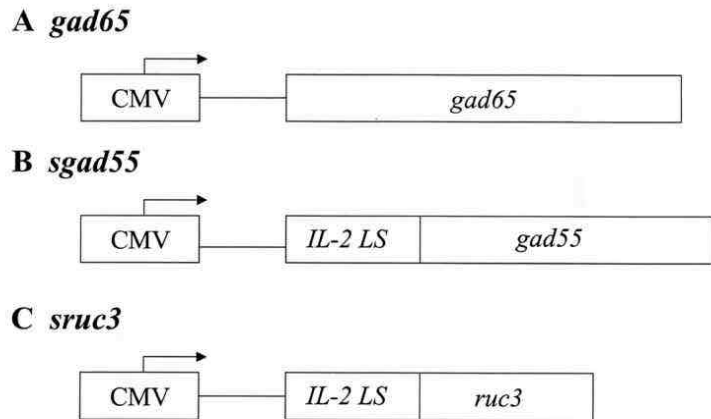 A gad65
CMV gad65
B sgad55
CMV IL-2 LS gad55
C sruc3
CMV IL-2 LS ruc3